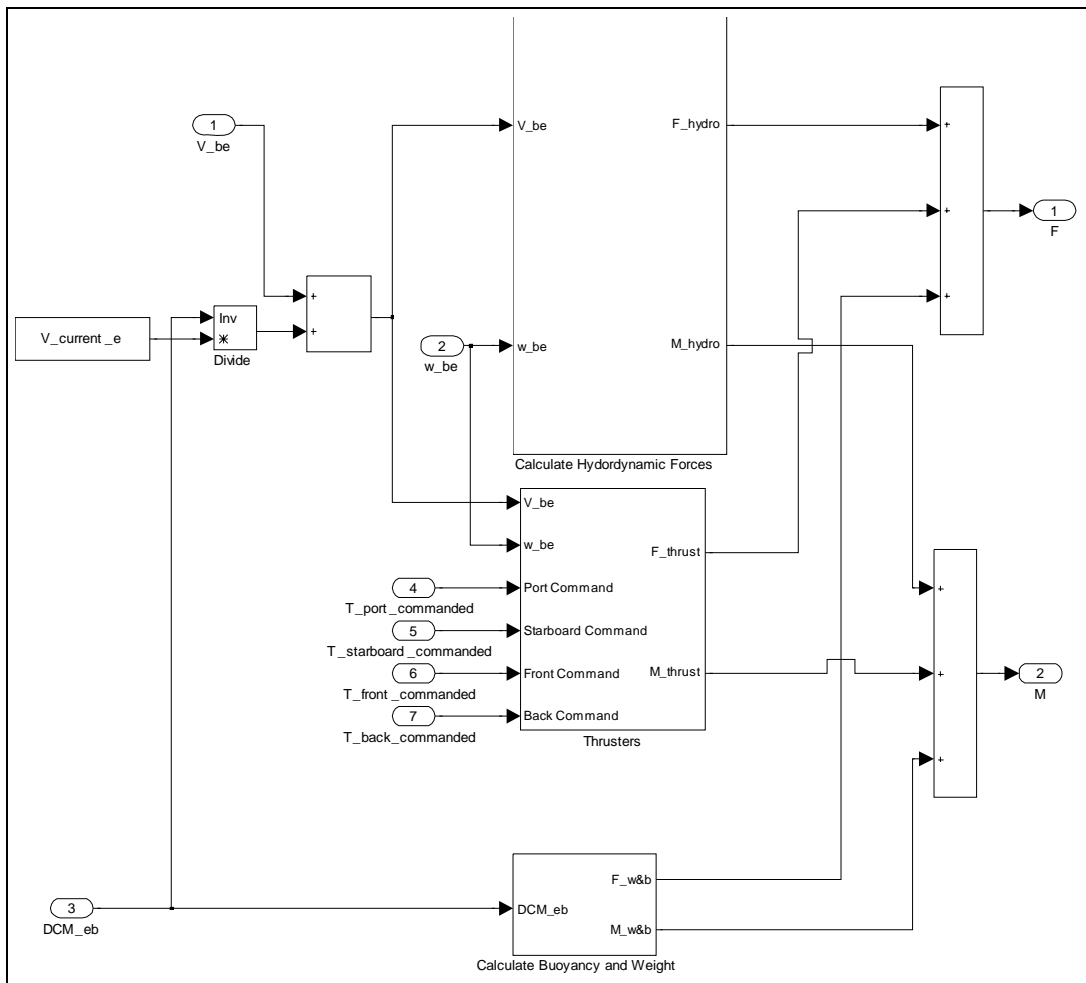 1
V_be
V_current _e
Inv
*
Divide
+
+
2
w_be
V_be
w_be
F_hydro
M_hydro
Calculate Hydordynamic Forces
V_be
w_be
Port Command
Starboard Command
Front Command
Back Command
F_thrust
M_thrust
Thrusters
4
T_port _commanded
5
T_starboard _commanded
6
T_front _commanded
7
T_back_commanded
3
DCM_eb
DCM_eb
F_w&b
M_w&b
Calculate Buoyancy and Weight
+
+
+
1
F
+
+
+
2
M